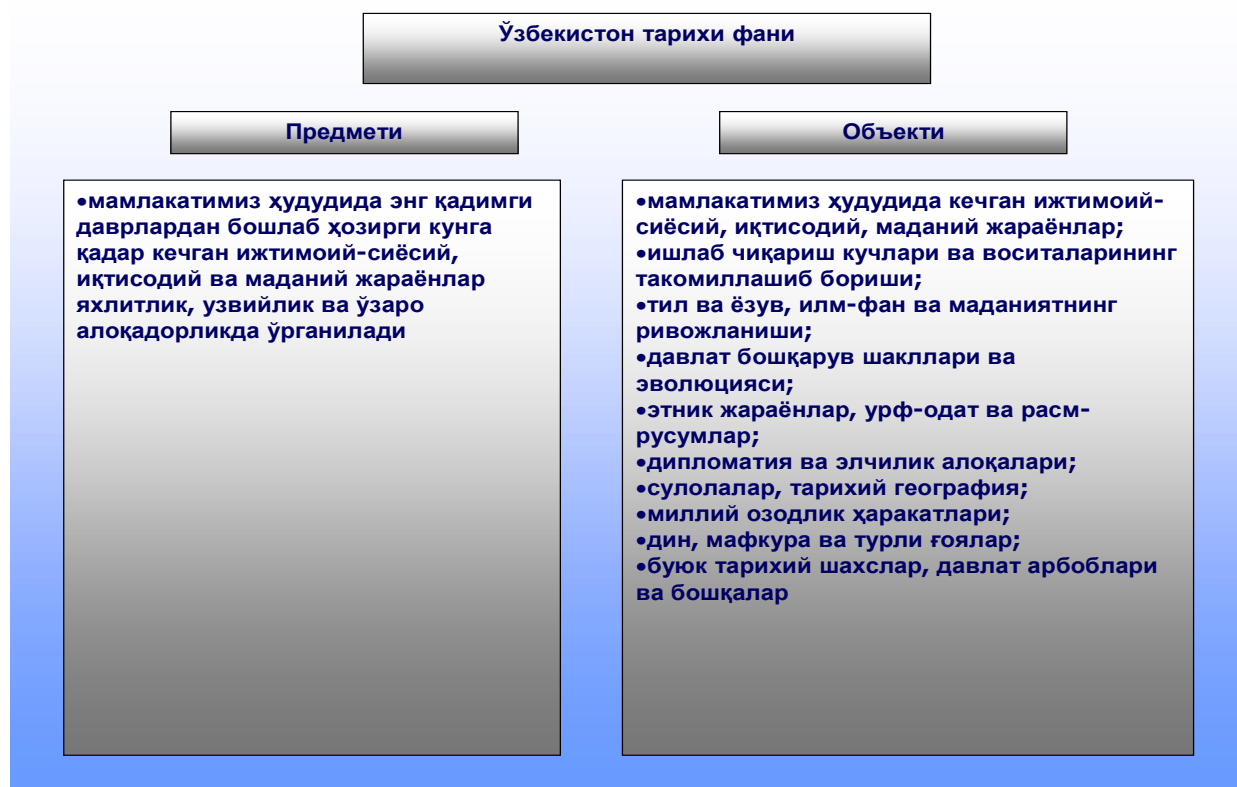 Ўзбекистон тарихи фани
Предмети
•мамлакатимиз ҳудудида энг қадимги
даврлардан бошлаб ҳозирги кунга
қадар кечган ижтимоий-сиёсий,
иқтисодий ва маданий жараёнлар
яхлитлик, узвийлик ва ўзаро
алоқадорликда ўрганилади
Объекти
•мамлакатимиз ҳудудида кечган ижтимоий-
сиёсий, иқтисодий, маданий жараёнлар;
•ишлаб чиқариш кучлари ва воситаларининг
такомиллашиб бориши;
•тил ва ёзув, илм-фан ва маданиятнинг
ривожланиши;
•давлат бошқарув шакллари ва
эволюцияси;
•этник жараёнлар, урф-одат ва расм-
русумлар;
•дипломатия ва элчилик алоқалари;
•сулолалар, тарихий география;
•миллий озодлик ҳаракатлари;
•дин, мафкура ва турли ғоялар;
•буюк тарихий шахслар, давлат арбоблари
ва бошқалар